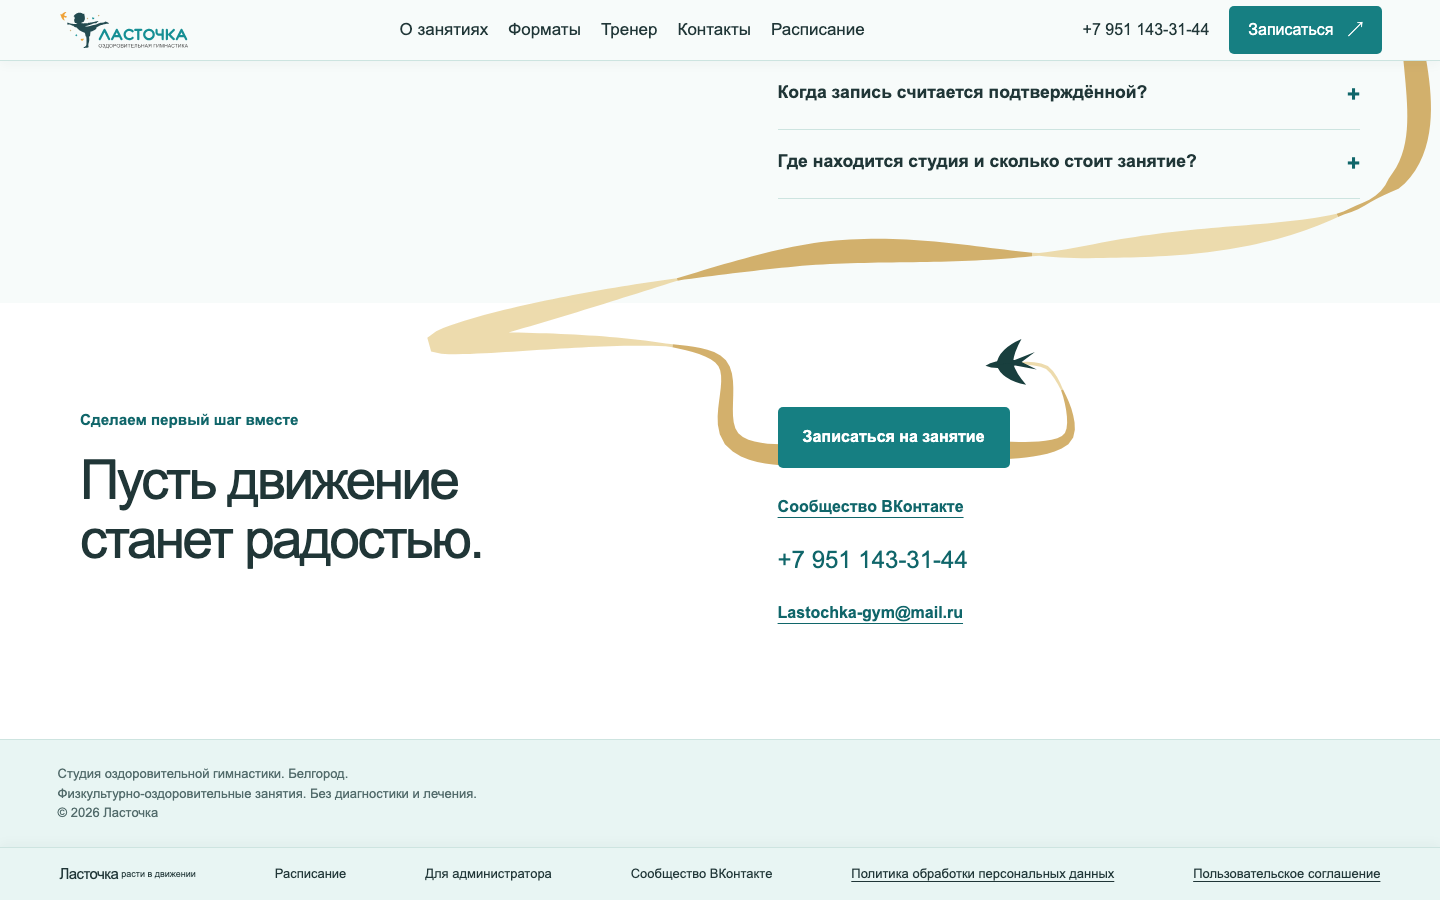 ЛАСТОЧКА
ОЗДОРОВИТЕЛЬНАЯ ГИМНАСТИКА
О занятиях Форматы Тренер Контакты Расписание
+7 951 143-31-44
Записаться
Когда запись считается подтверждённой?
Где находится студия и сколько стоит занятие?
Сделаем первый шаг вместе
Пусть движение
станет радостью.
Записаться на занятие
Сообщество ВКонтакте
+7 951 143-31-44
Lastochka-gym@mail.ru
Студия оздоровительной гимнастики. Белгород.
Физкультурно-оздоровительные занятия. Без диагностики и лечения.
© 2026 Ласточка
Ласточка расти в движении Расписание Для администратора Сообщество ВКонтакте Политика обработки персональных данных Пользовательское соглашение